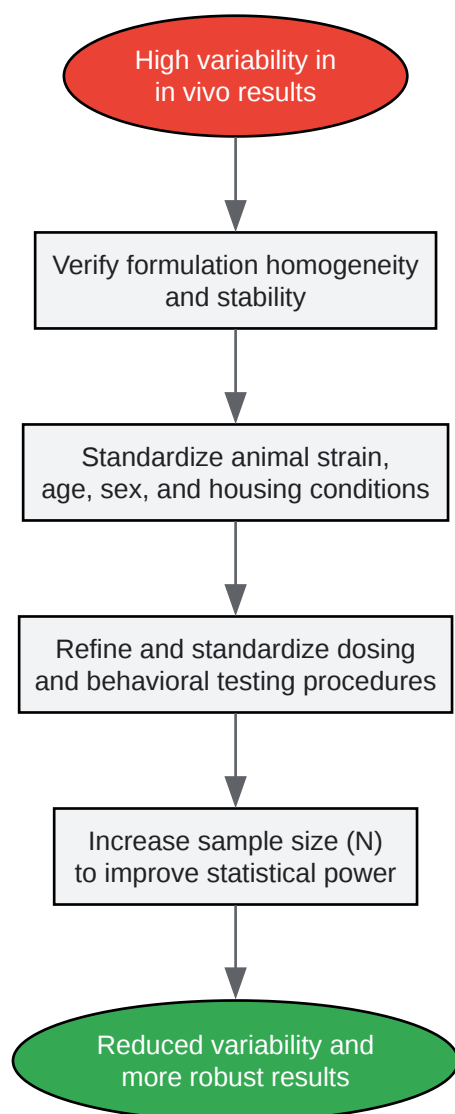 High variability in
in vivo results
Verify formulation homogeneity
and stability
Standardize animal strain,
age, sex, and housing conditions
Refine and standardize dosing
and behavioral testing procedures
Increase sample size (N)
to improve statistical power
Reduced variability and
more robust results